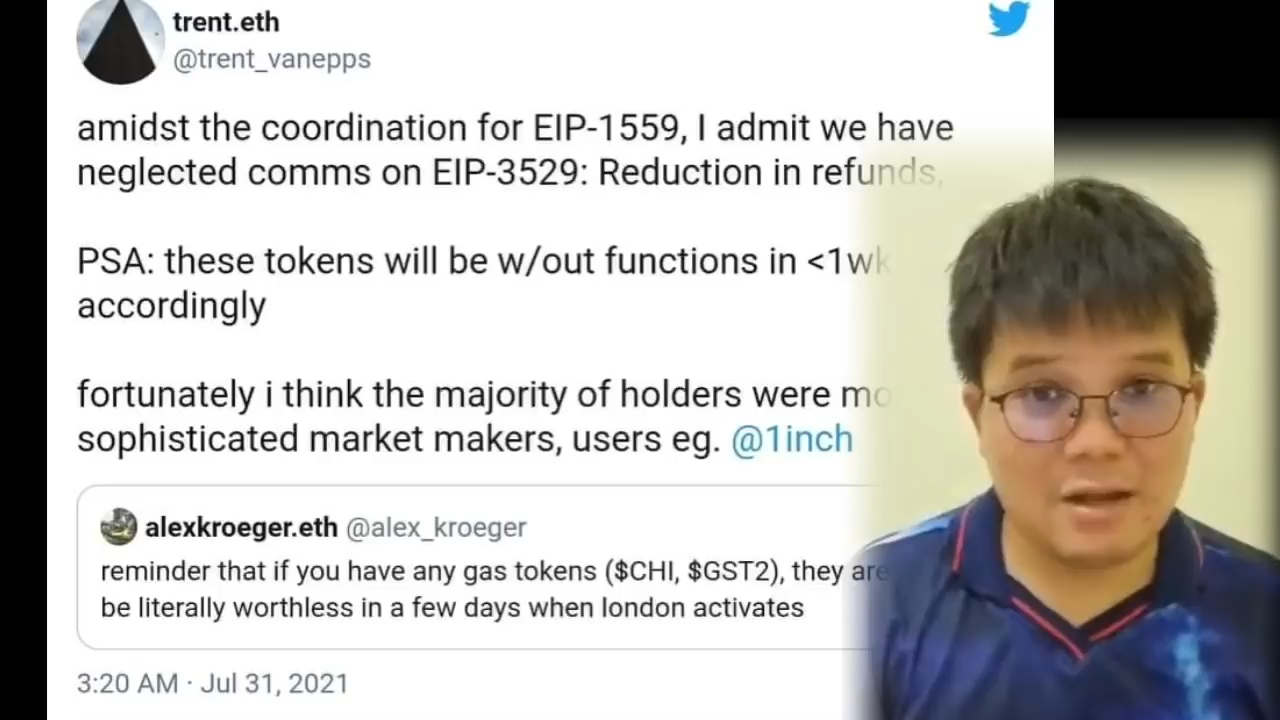 trent.eth
@trent_vanepps
amidst the coordination for EIP-1559, I admit we have
neglected comms on EIP-3529: Reduction in refunds,
PSA: these tokens will be w/out functions in <1wk
accordingly
fortunately i think the majority of holders were
sophisticated market makers, users eg. @1inch
alexkroeger.eth @alex_kroeger
reminder that if you have any gas tokens ($CHI, $GST2), they are
be literally worthless in a few days when london activates
3:20 AM · Jul 31, 2021